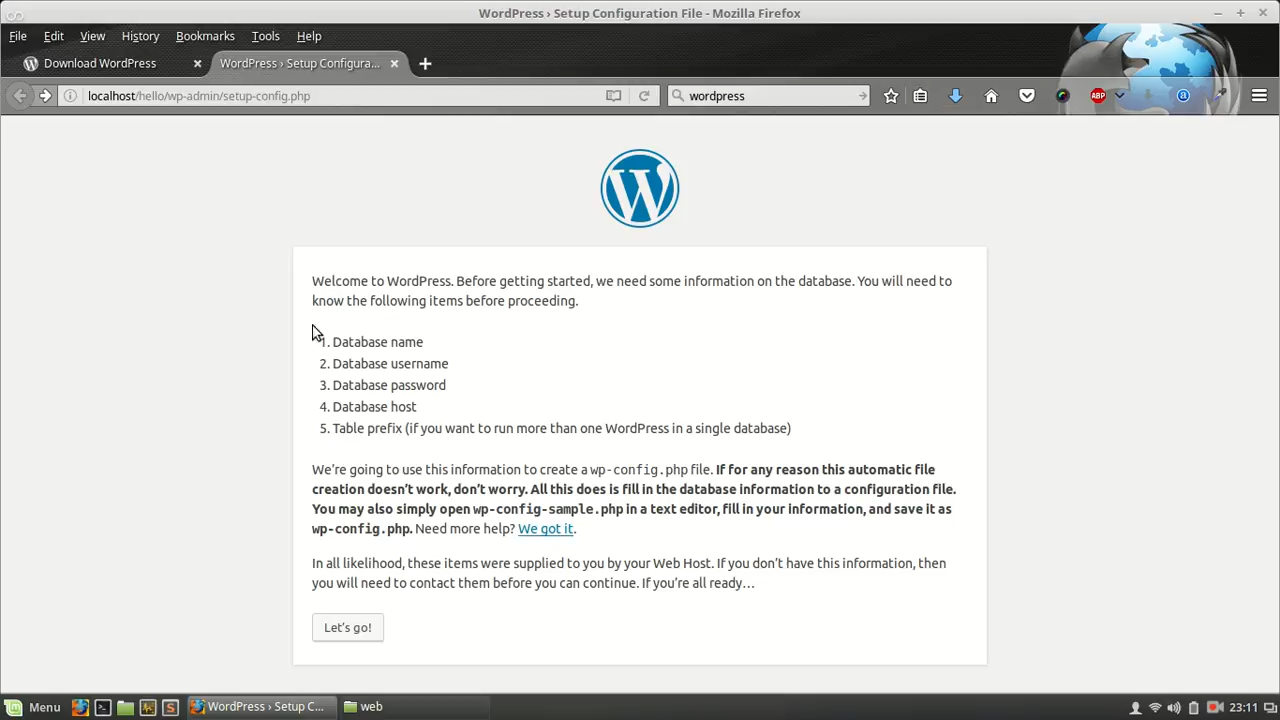 WordPress › Setup Configuration File - Mozilla Firefox
File Edit View History Bookmarks Tools Help
Download WordPress
WordPress › Setup Configura...
localhost/hello/wp-admin/setup-config.php
wordpress
ABP
a
W
Welcome to WordPress. Before getting started, we need some information on the database. You will need to
know the following items before proceeding.
1. Database name
2. Database username
3. Database password
4. Database host
5. Table prefix (if you want to run more than one WordPress in a single database)
We’re going to use this information to create a wp-config.php file. If for any reason this automatic file
creation doesn’t work, don’t worry. All this does is fill in the database information to a configuration file.
You may also simply open wp-config-sample.php in a text editor, fill in your information, and save it as
wp-config.php. Need more help? We got it.
In all likelihood, these items were supplied to you by your Web Host. If you don’t have this information, then
you will need to contact them before you can continue. If you’re all ready…
Let’s go!
Menu
WordPress › Setup C...
web
23:11